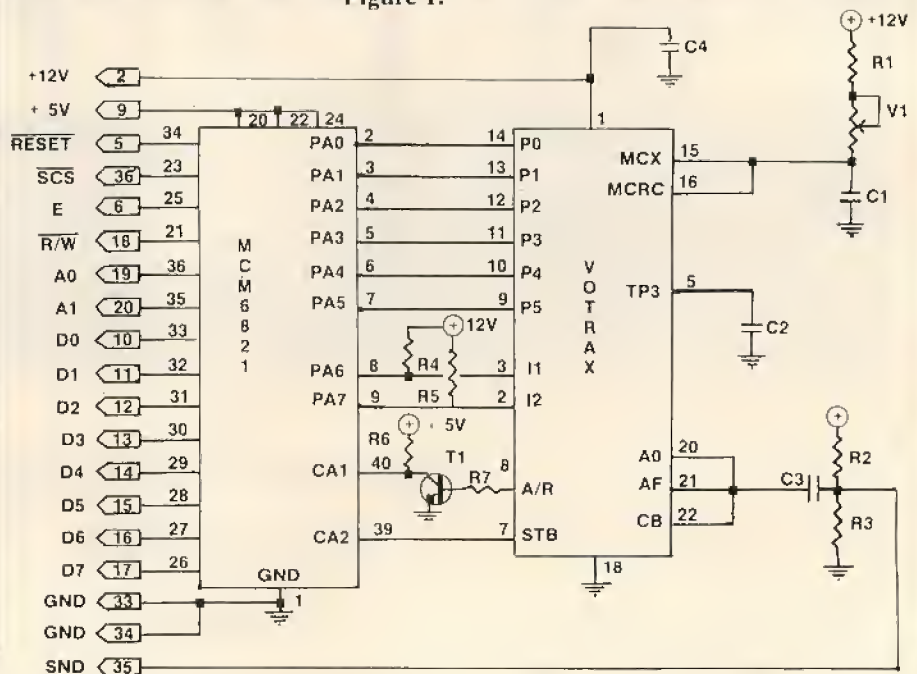 Figure 1.
+12V 2
+ 5V 9
RESET 5 34
SCS 36 23
E 6 25
R/W 18 21
A0 19 36
A1 20 35
D0 10 33
D1 11 32
D2 12 31
D3 13 30
D4 14 29
D5 15 28
D6 16 27
D7 17 26
GND 33
GND 34
SND 35
20 22 24
MCM6821
GND
1
PA0 2
PA1 3
PA2 4
PA3 5
PA4 6
PA5 7
PA6 8
PA7 9
CA1 40
CA2 39
12V
R4
R5
+ 5V
R6
T1
R7
C4
1
VOTRAX
14 P0
13 P1
12 P2
11 P3
10 P4
9 P5
3 I1
2 I2
8 A/R
7 STB
18
MCX 15
MCRC 16
TP3 5
A0 20
AF 21
CB 22
+12V
R1
V1
C1
C2
C3
R2
R3